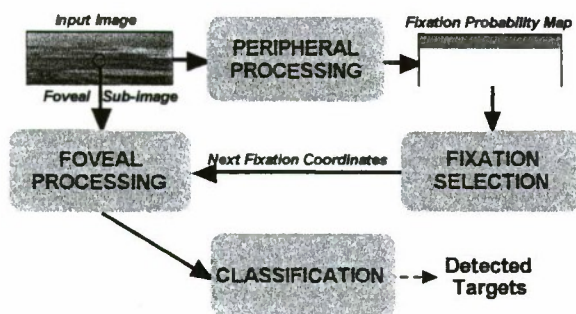 Input Image
Fixation Probability Map
PERIPHERAL
PROCESSING
Foveal Sub-image
FOVEAL
PROCESSING
Next Fixation Coordinates
FIXATION
SELECTION
CLASSIFICATION
Detected
Targets